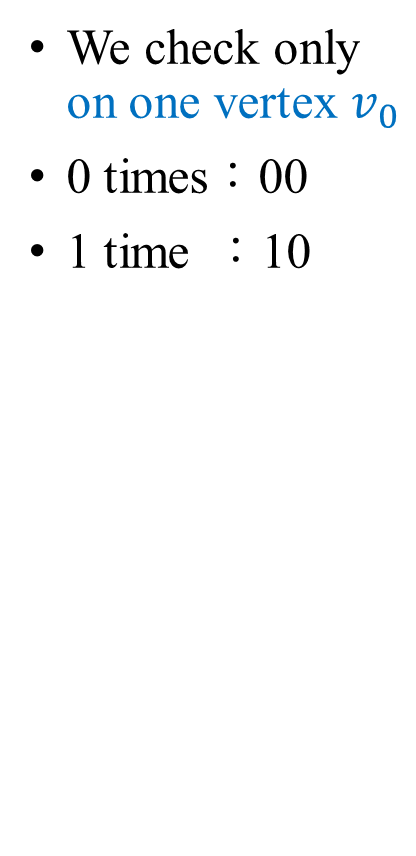 • We check only
on one vertex 𝑣₀
• 0 times : 00
• 1 time : 10